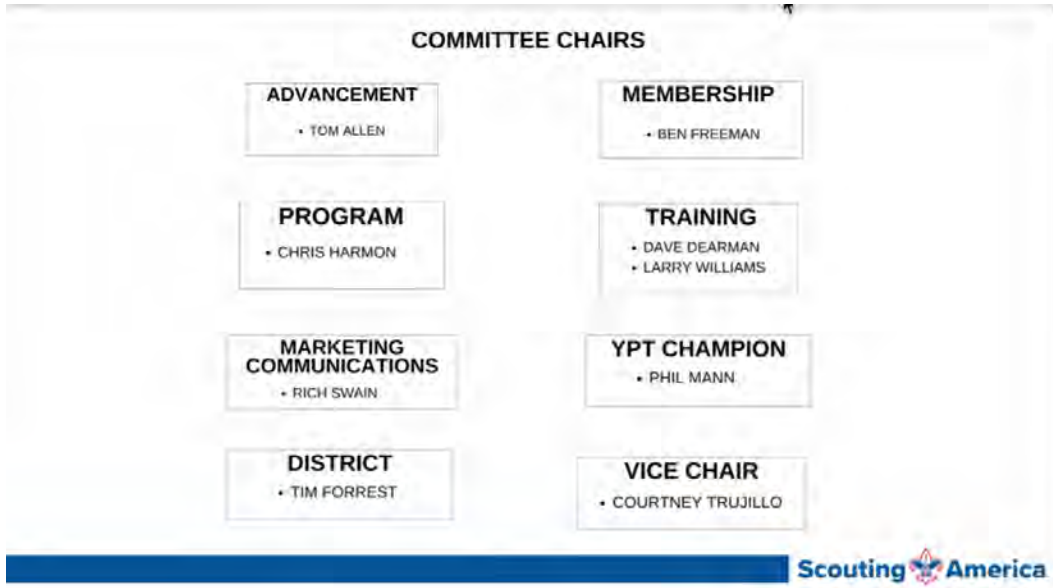 COMMITTEE CHAIRS
ADVANCEMENT
• TOM ALLEN
MEMBERSHIP
• BEN FREEMAN
PROGRAM
• CHRIS HARMON
TRAINING
• DAVE DEARMAN
• LARRY WILLIAMS
MARKETING
COMMUNICATIONS
• RICH SWAIN
YPT CHAMPION
• PHIL MANN
DISTRICT
• TIM FORREST
VICE CHAIR
• COURTNEY TRUJILLO
Scouting America